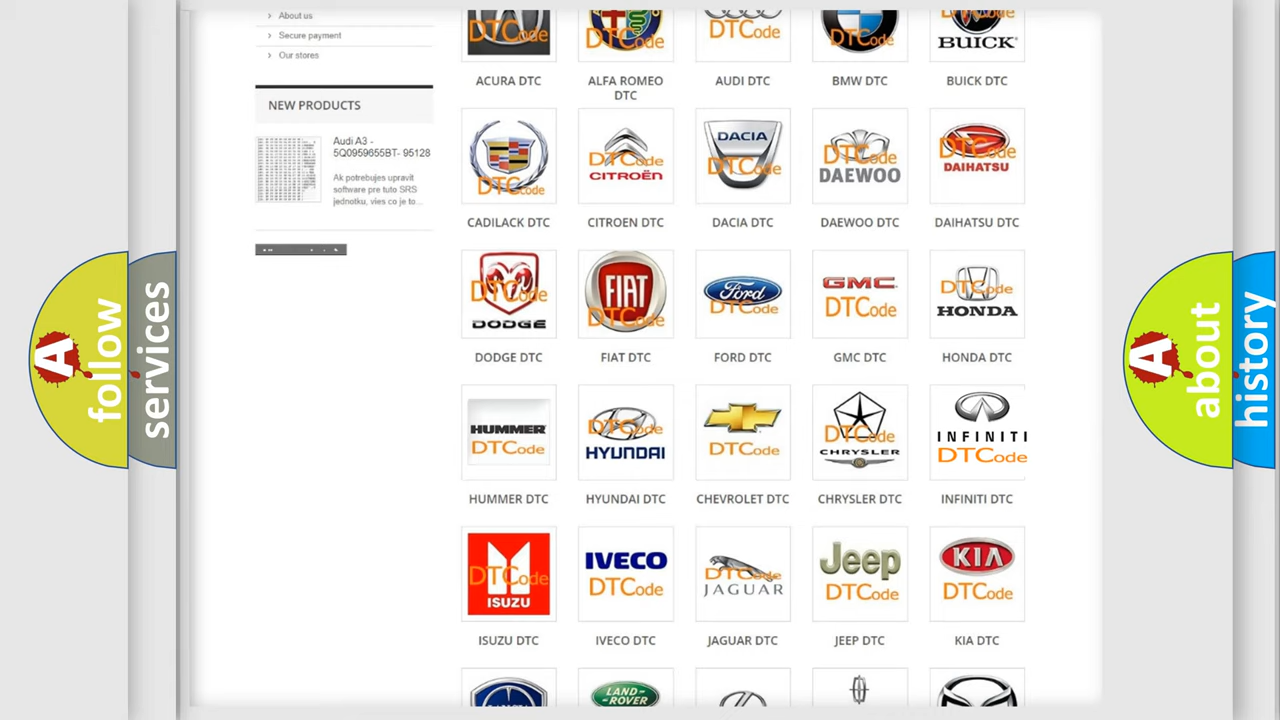 About us
Secure payment
Our stores
NEW PRODUCTS
Audi A3 -
5Q0959655BT- 95128
Ak potrebujes upravit
software pre tuto SRS
jednotku, vies co je to...
DTCode
DTCode
DTCode
DTCode
BUICK
ACURA DTC
ALFA ROMEO
DTC
AUDI DTC
BMW DTC
BUICK DTC
DTCode
DTCode
CITROËN
DACIA
DTCode
DTCode
DAEWOO
DTCode
DAIHATSU
CADILACK DTC
CITROEN DTC
DACIA DTC
DAEWOO DTC
DAIHATSU DTC
DTCode
DODGE
FIAT
DTCode
Ford
DTCode
GMC
DTCode
DTCode
HONDA
DODGE DTC
FIAT DTC
FORD DTC
GMC DTC
HONDA DTC
HUMMER
DTCode
DTCode
HYUNDAI
DTCode
DTCode
CHRYSLER
INFINITI
DTCode
HUMMER DTC
HYUNDAI DTC
CHEVROLET DTC
CHRYSLER DTC
INFINITI DTC
DTCode
ISUZU
IVECO
DTCode
DTCode
JAGUAR
Jeep
DTCode
KIA
DTCode
ISUZU DTC
IVECO DTC
JAGUAR DTC
JEEP DTC
KIA DTC
LAND-
ROVER
A follow
services
A about
history